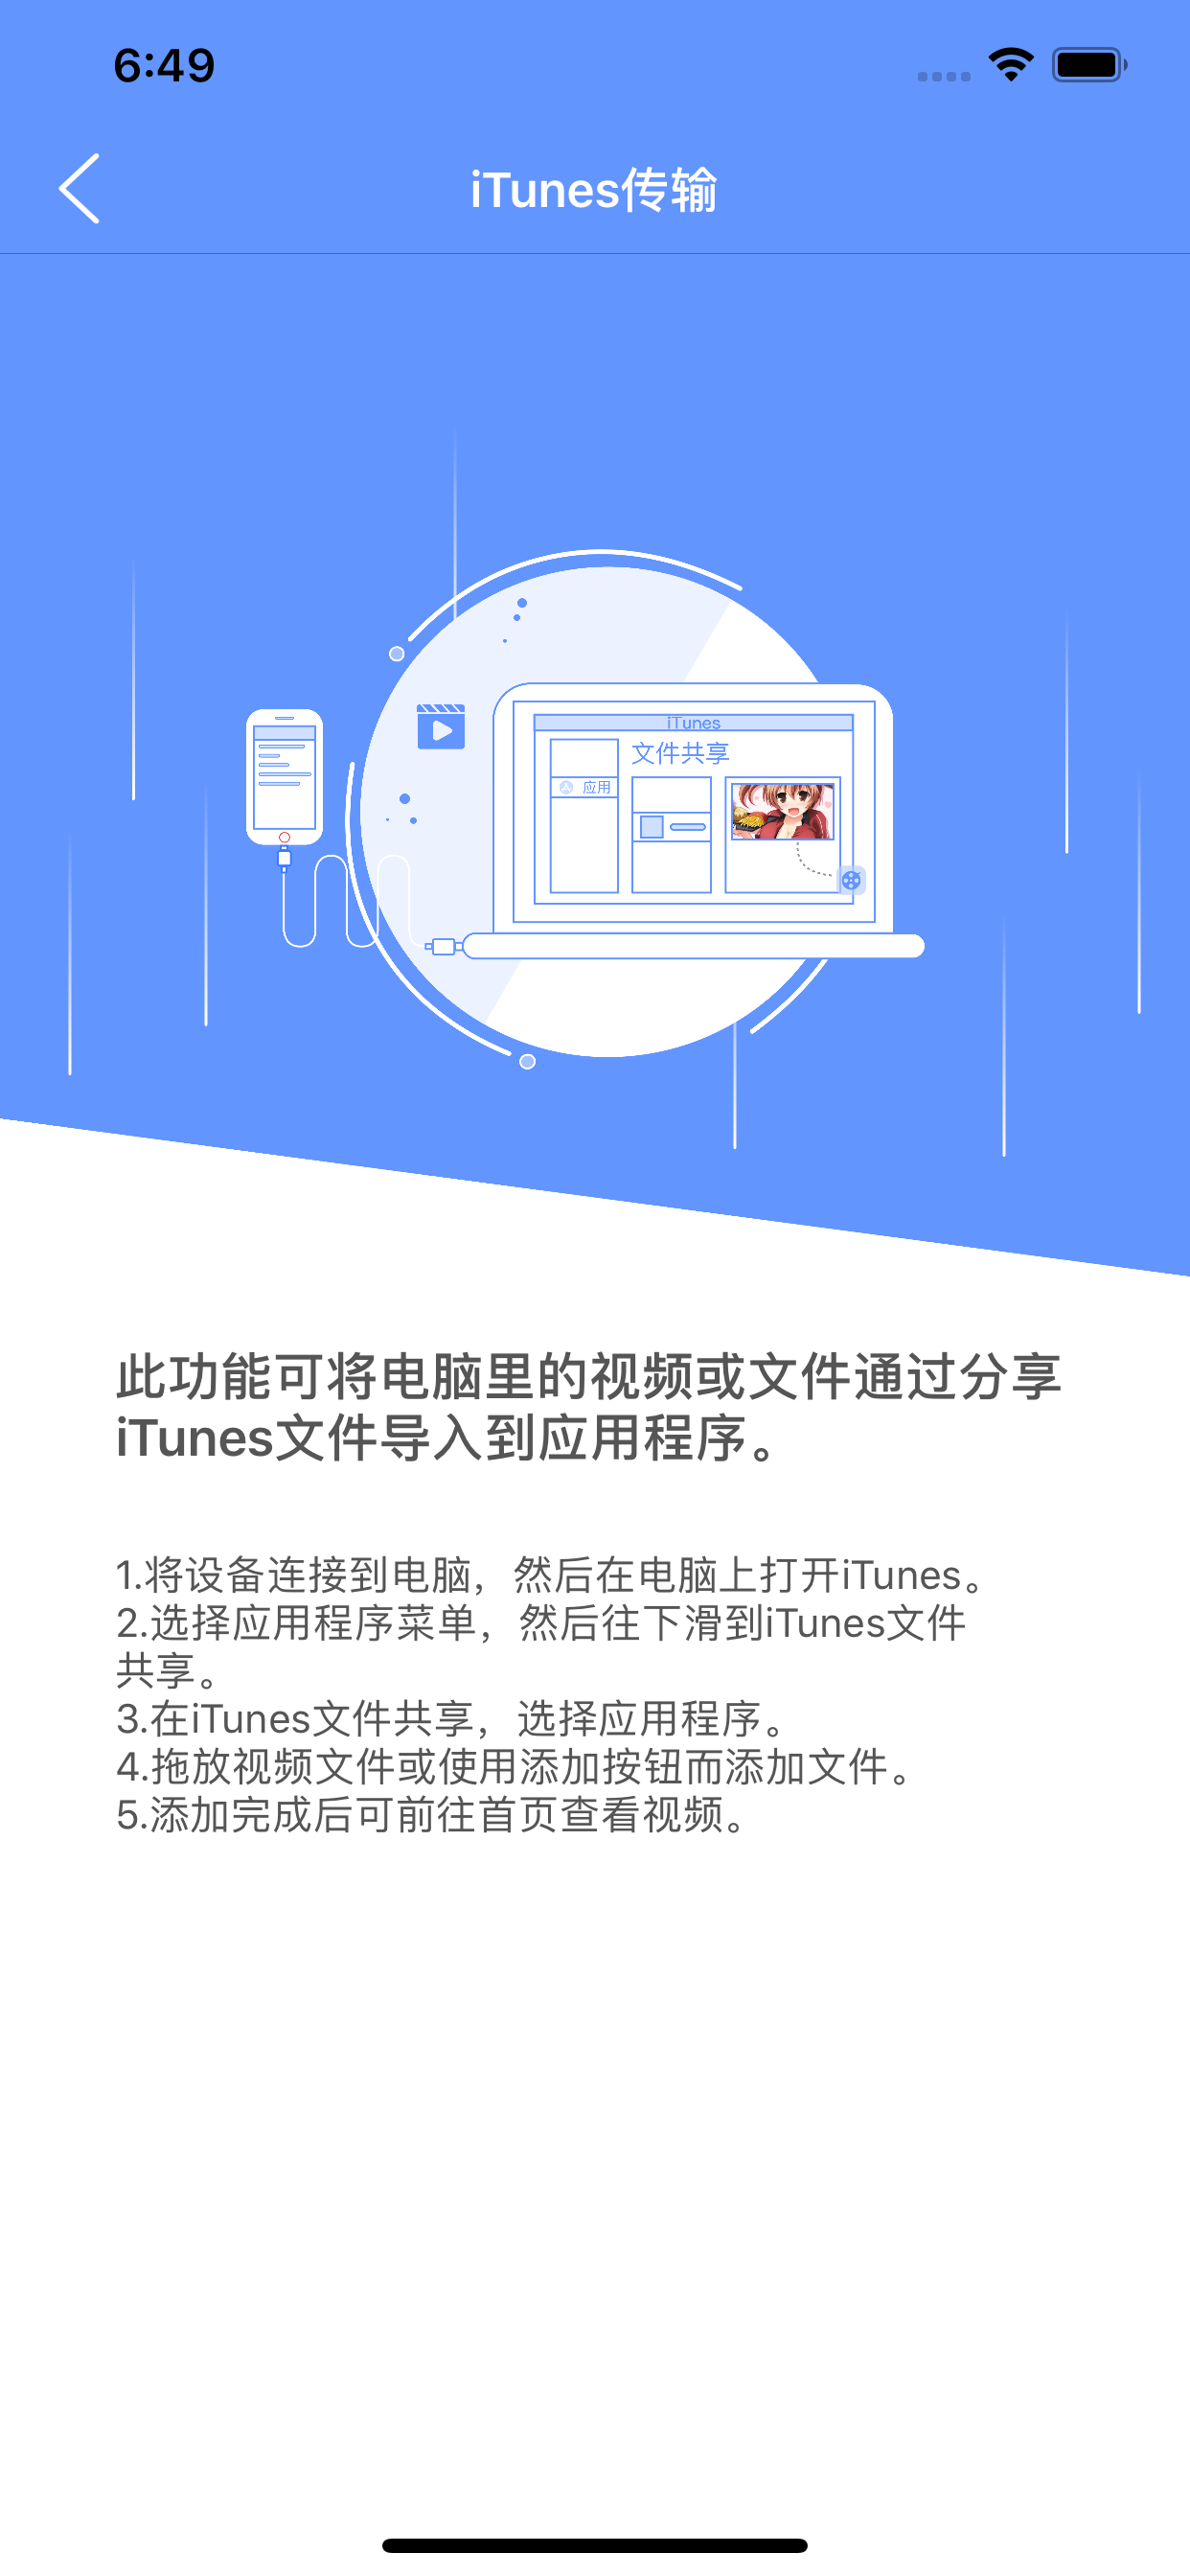 6:49
iTunes传输
iTunes
文件共享
应用
此功能可将电脑里的视频或文件通过分享
iTunes文件导入到应用程序。
1.将设备连接到电脑，然后在电脑上打开iTunes。
2.选择应用程序菜单，然后往下滑到iTunes文件
共享。
3.在iTunes文件共享，选择应用程序。
4.拖放视频文件或使用添加按钮而添加文件。
5.添加完成后可前往首页查看视频。